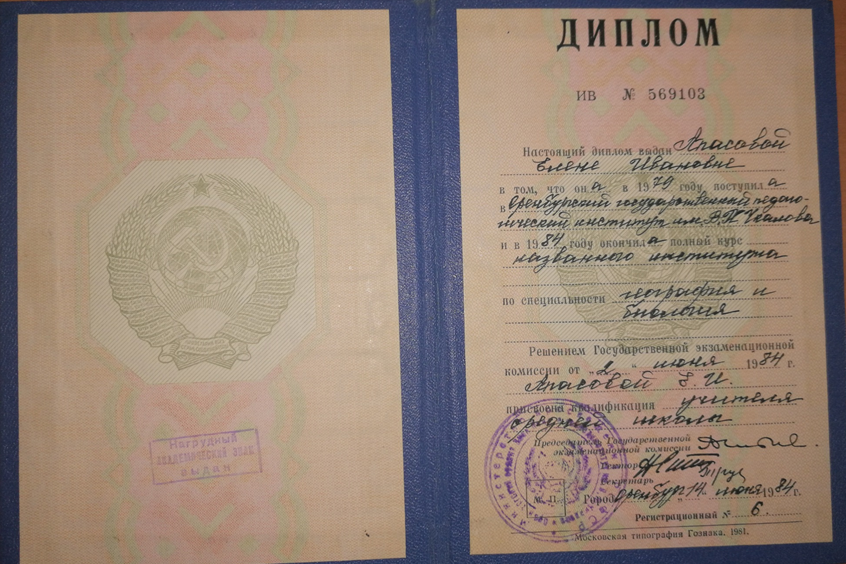 Нагрудный
академический знак
выдан
ДИПЛОМ
ИВ № 569103
Настоящий диплом выдан Апасовой
Елене Ивановне
в том, что она в 1979 году поступила
в Оренбургский государственный педаго-
гический институт им. В.П. Чкалова
и в 1984 году окончила полный курс
названного института
по специальности география и
биология
Решением Государственной экзаменационной
комиссии от „2“ июня 1984 г.
Апасовой Е. И.
присвоена квалификация учителя
средней школы
Председатель Государственной
экзаменационной комиссии
Ректор
Секретарь
М. П. Город Оренбург 14 июня 1984 г.
Регистрационный № 6.
Московская типография Гознака. 1961.